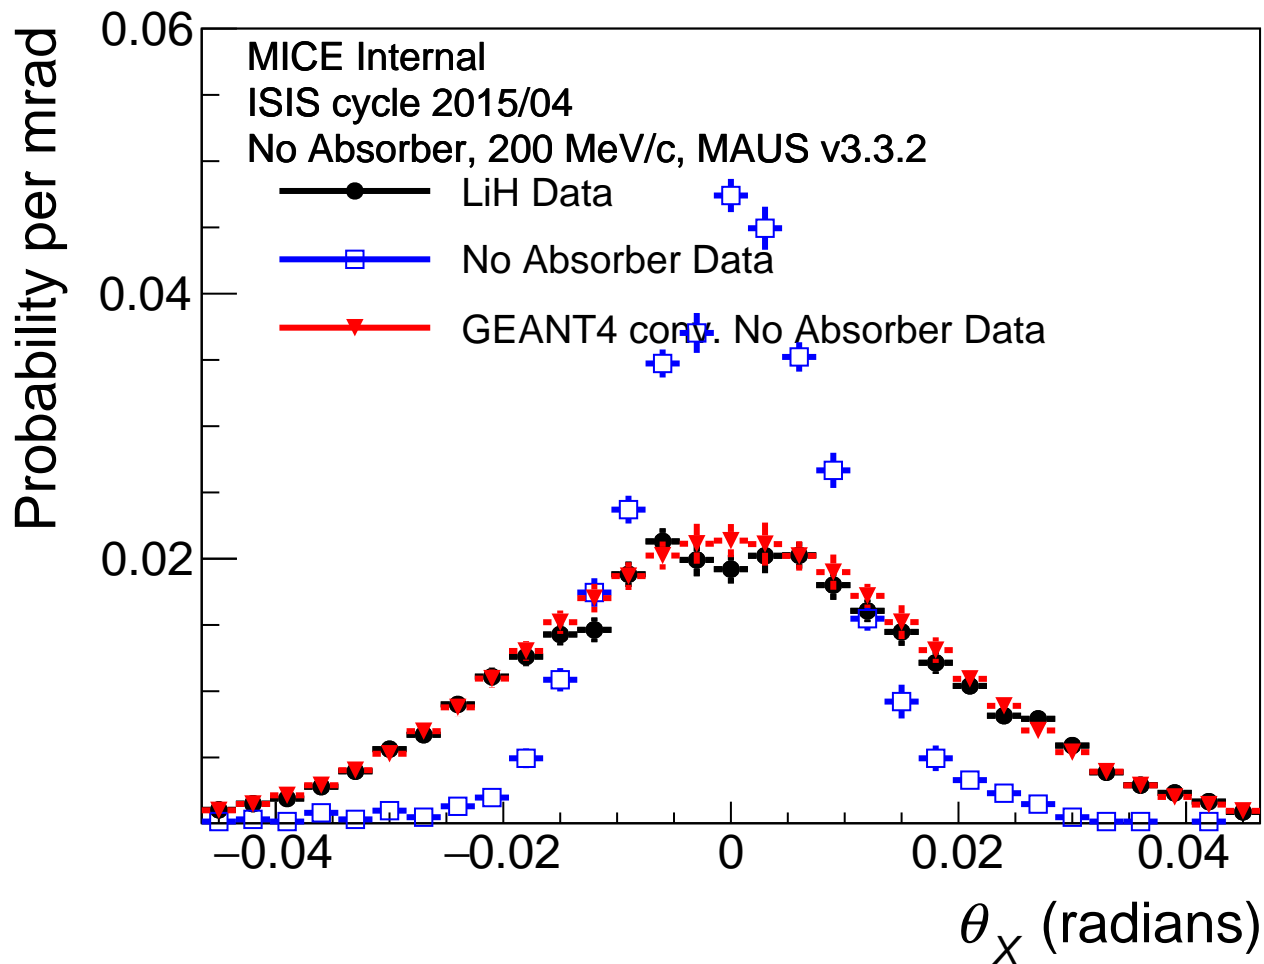 0.06
MICE Internal
ISIS cycle 2015/04
No Absorber, 200 MeV/c, MAUS v3.3.2
LiH Data
No Absorber Data
GEANT4 conv. No Absorber Data
Probability per mrad
0.04
0.02
−0.04 −0.02 0 0.02 0.04
θX (radians)